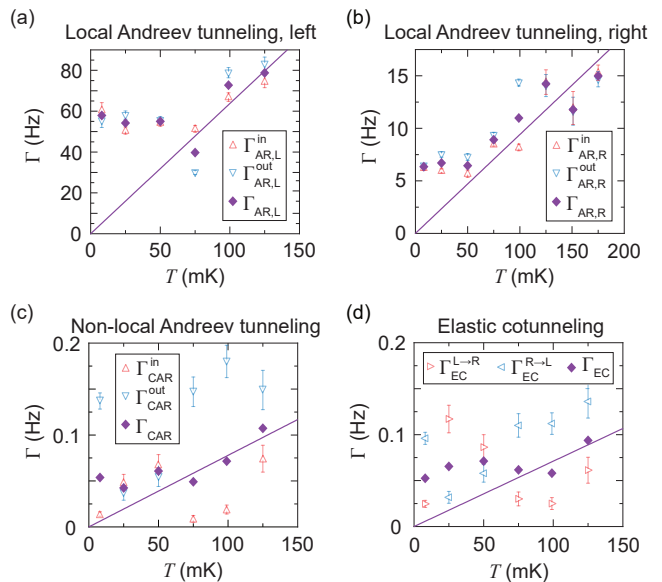 (a) Local Andreev tunneling, left
Γ (Hz)
80
60
40
20
0
0 50 100
T (mK)
Γ^in_AR,L
Γ^out_AR,L
Γ_AR,L
(b) Local Andreev tunneling, right
Γ (Hz)
15
10
5
0
0 50 100 150 200
T (mK)
Γ^in_AR,R
Γ^out_AR,R
Γ_AR,R
(c) Non-local Andreev tunneling
Γ (Hz)
0.2
0.1
0
0 50 100 150
T (mK)
Γ^in_CAR
Γ^out_CAR
Γ_CAR
(d) Elastic cotunneling
Γ (Hz)
0.2
0.1
0
0 50 100 150
T (mK)
Γ^L→R_EC Γ^R→L_EC Γ_EC